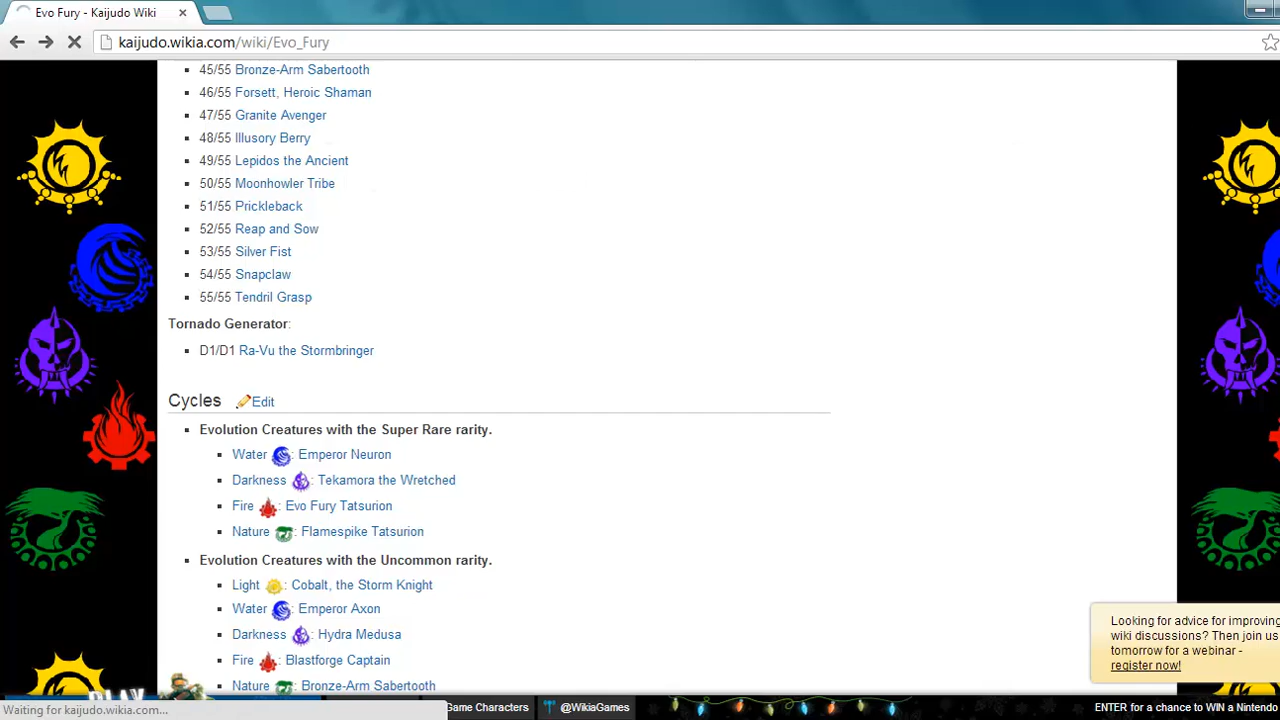 Evo Fury - Kaijudo Wiki
kaijudo.wikia.com/wiki/Evo_Fury
45/55 Bronze-Arm Sabertooth
46/55 Forsett, Heroic Shaman
47/55 Granite Avenger
48/55 Illusory Berry
49/55 Lepidos the Ancient
50/55 Moonhowler Tribe
51/55 Prickleback
52/55 Reap and Sow
53/55 Silver Fist
54/55 Snapclaw
55/55 Tendril Grasp
Tornado Generator:
D1/D1 Ra-Vu the Stormbringer
Cycles Edit
Evolution Creatures with the Super Rare rarity.
Water : Emperor Neuron
Darkness : Tekamora the Wretched
Fire : Evo Fury Tatsurion
Nature : Flamespike Tatsurion
Evolution Creatures with the Uncommon rarity.
Light : Cobalt, the Storm Knight
Water : Emperor Axon
Darkness : Hydra Medusa
Fire : Blastforge Captain
Nature : Bronze-Arm Sabertooth
Looking for advice for improving
wiki discussions? Then join us
tomorrow for a webinar -
register now!
PLAY
Waiting for kaijudo.wikia.com...
Game Characters
@WikiaGames
ENTER for a chance to WIN a Nintendo